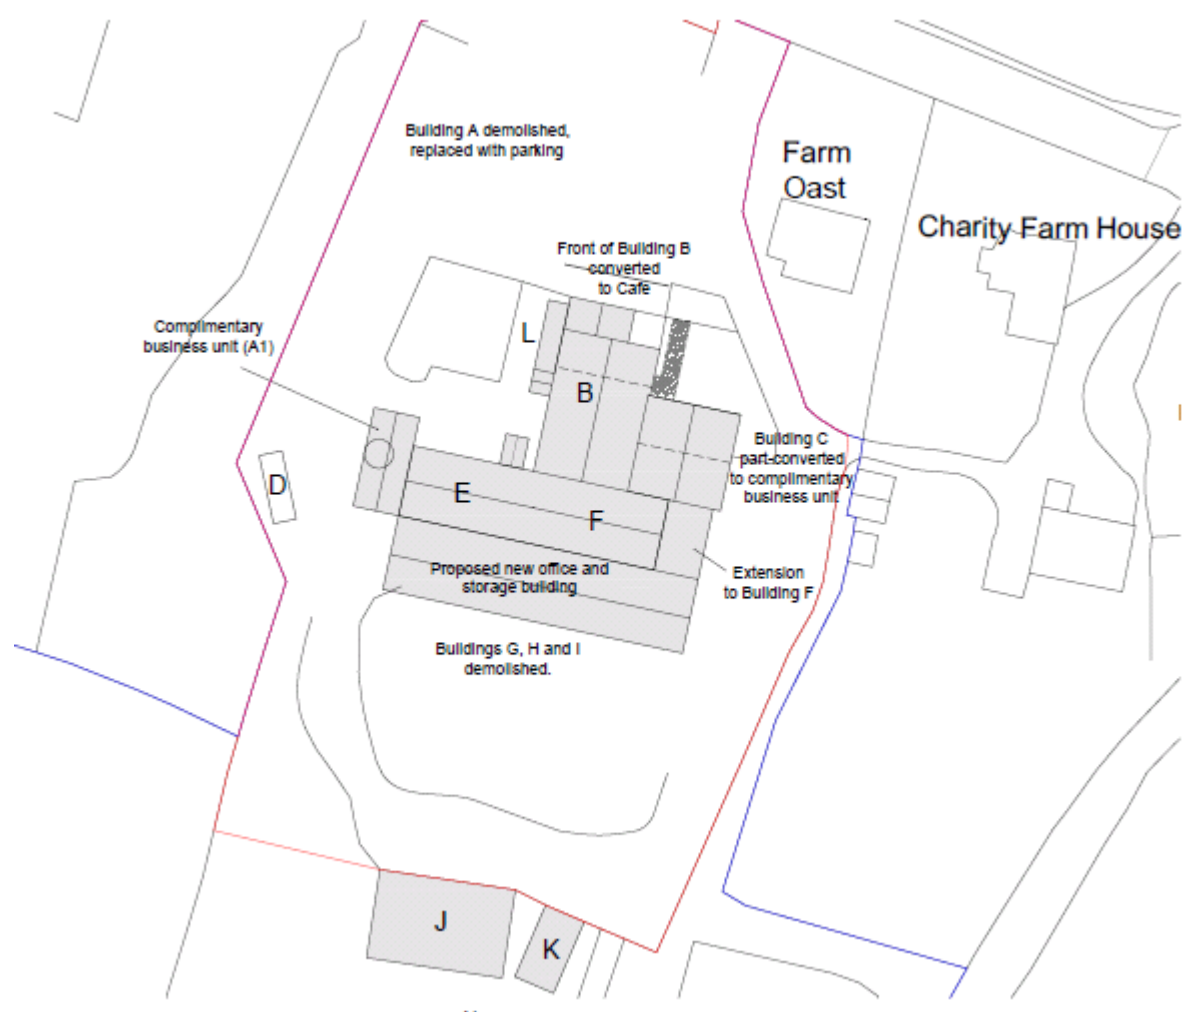 Building A demolished,
replaced with parking
Farm
Oast
Charity Farm House
Front of Building B
converted
to Cafe
Complimentary
business unit (A1)
L
B
Building C
part-converted
to complimentary
business unit
D
E
F
Proposed new office and
storage building
Extension
to Building F
Buildings G, H and I
demolished.
J
K